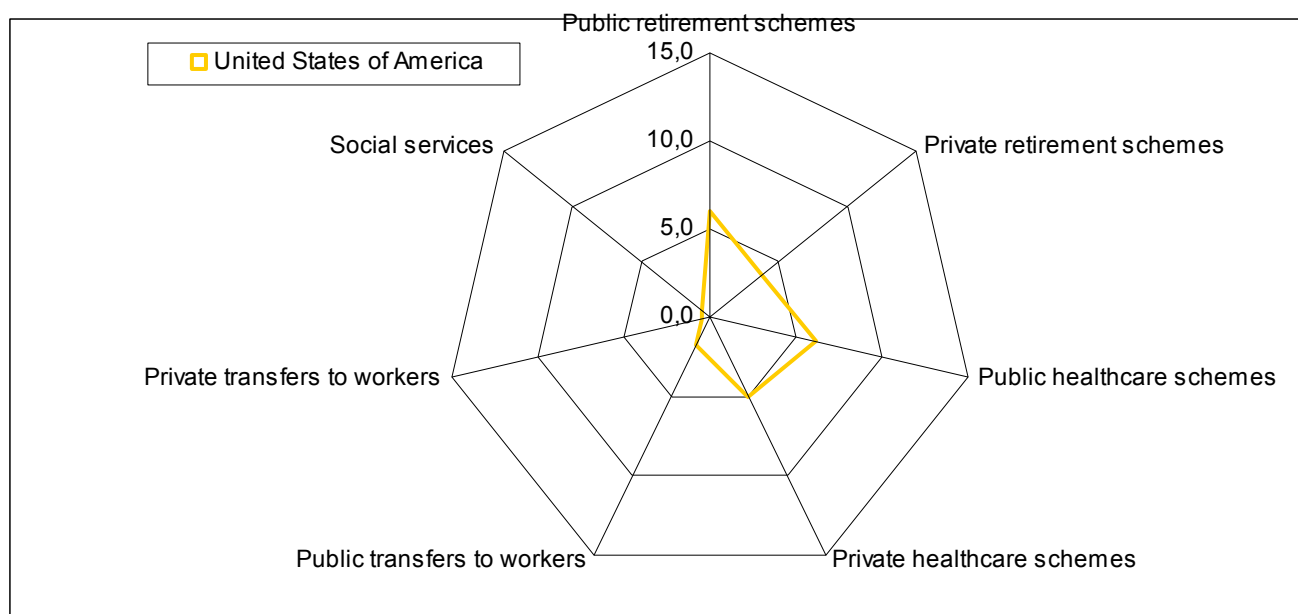 Public retirement schemes
United States of America
15,0
Social services
10,0
Private retirement schemes
5,0
0,0
Private transfers to workers
Public healthcare schemes
Public transfers to workers
Private healthcare schemes